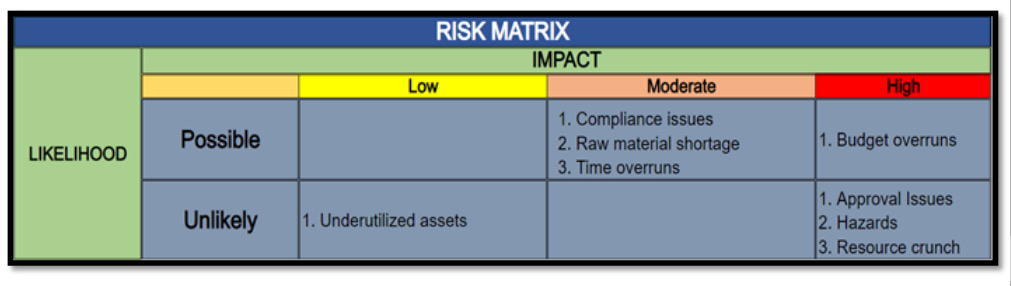 RISK MATRIX
IMPACT
Low Moderate High
LIKELIHOOD
Possible
1. Compliance issues
2. Raw material shortage
3. Time overruns
1. Budget overruns
Unlikely
1. Underutilized assets
1. Approval Issues
2. Hazards
3. Resource crunch